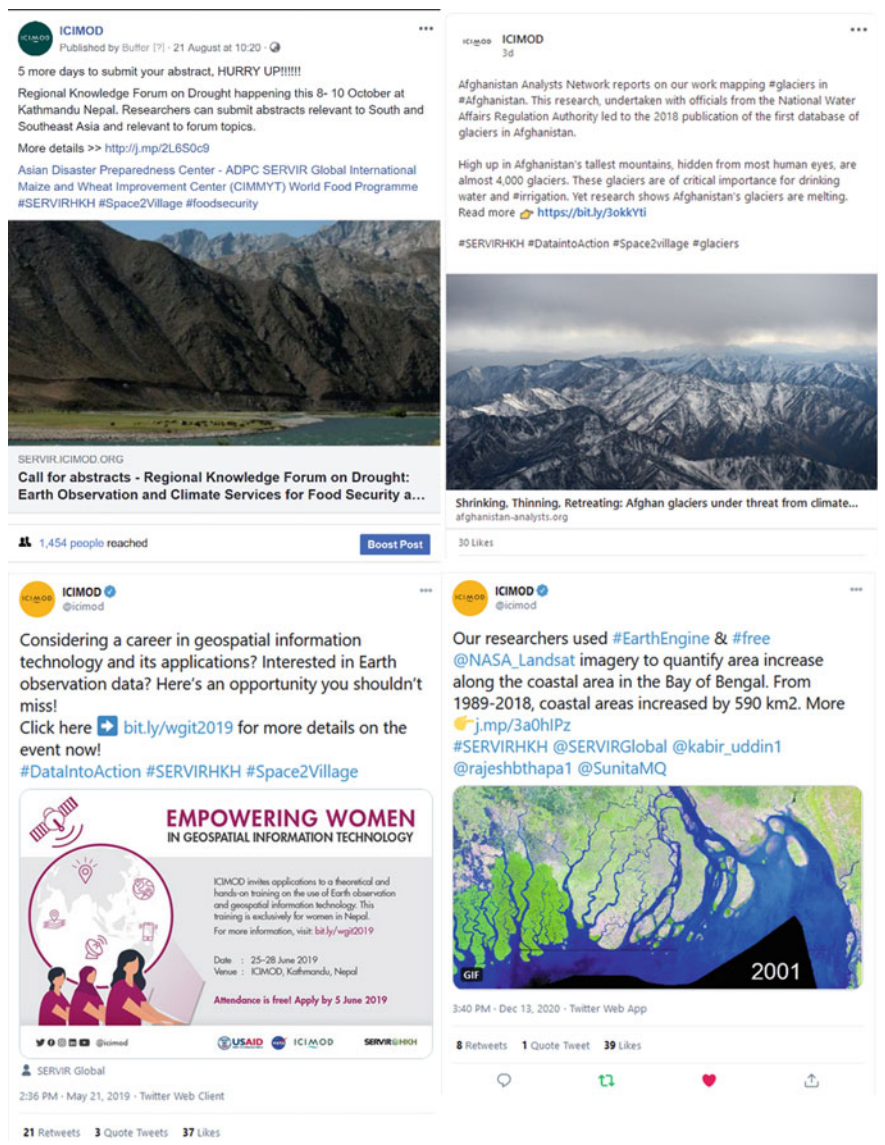 ICIMOD
Published by Buffer [?] · 21 August at 10:20 ·
5 more days to submit your abstract, HURRY UP!!!!!!
Regional Knowledge Forum on Drought happening this 8- 10 October at
Kathmandu Nepal. Researchers can submit abstracts relevant to South and
Southeast Asia and relevant to forum topics.
More details >> http://j.mp/2L6S0c9
Asian Disaster Preparedness Center - ADPC SERVIR Global International
Maize and Wheat Improvement Center (CIMMYT) World Food Programme
#SERVIRHKH #Space2Village #foodsecurity
SERVIR.ICIMOD.ORG
Call for abstracts - Regional Knowledge Forum on Drought:
Earth Observation and Climate Services for Food Security a...
1,454 people reached
Boost Post
ICIMOD
ICIMOD
3d
Afghanistan Analysts Network reports on our work mapping #glaciers in
#Afghanistan. This research, undertaken with officials from the National Water
Affairs Regulation Authority led to the 2018 publication of the first database of
glaciers in Afghanistan.
High up in Afghanistan's tallest mountains, hidden from most human eyes, are
almost 4,000 glaciers. These glaciers are of critical importance for drinking
water and #irrigation. Yet research shows Afghanistan's glaciers are melting.
Read more 👉 https://bit.ly/3okkYti
#SERVIRHKH #DataintoAction #Space2village #glaciers
Shrinking, Thinning, Retreating: Afghan glaciers under threat from climate...
afghanistan-analysts.org
30 Likes
ICIMOD
ICIMOD
@icimod
Considering a career in geospatial information
technology and its applications? Interested in Earth
observation data? Here's an opportunity you shouldn't
miss!
Click here ➡ bit.ly/wgit2019 for more details on the
event now!
#DataIntoAction #SERVIRHKH #Space2Village
EMPOWERING WOMEN
IN GEOSPATIAL INFORMATION TECHNOLOGY
ICIMOD invites applications to a theoretical and
hands-on training on the use of Earth observation
and geospatial information technology. This
training is exclusively for women in Nepal.
For more information, visit: bit.ly/wgit2019
Date : 25–28 June 2019
Venue : ICIMOD, Kathmandu, Nepal
Attendance is free! Apply by 5 June 2019
@icimod
USAID
ICIMOD
SERVIR HKH
SERVIR Global
2:36 PM · May 21, 2019 · Twitter Web Client
21 Retweets 3 Quote Tweets 37 Likes
ICIMOD
ICIMOD
@icimod
Our researchers used #EarthEngine & #free
@NASA_Landsat imagery to quantify area increase
along the coastal area in the Bay of Bengal. From
1989-2018, coastal areas increased by 590 km2. More
👉j.mp/3a0hlPz
#SERVIRHKH @SERVIRGlobal @kabir_uddin1
@rajeshbthapa1 @SunitaMQ
GIF
2001
3:40 PM · Dec 13, 2020 · Twitter Web App
8 Retweets 1 Quote Tweet 39 Likes